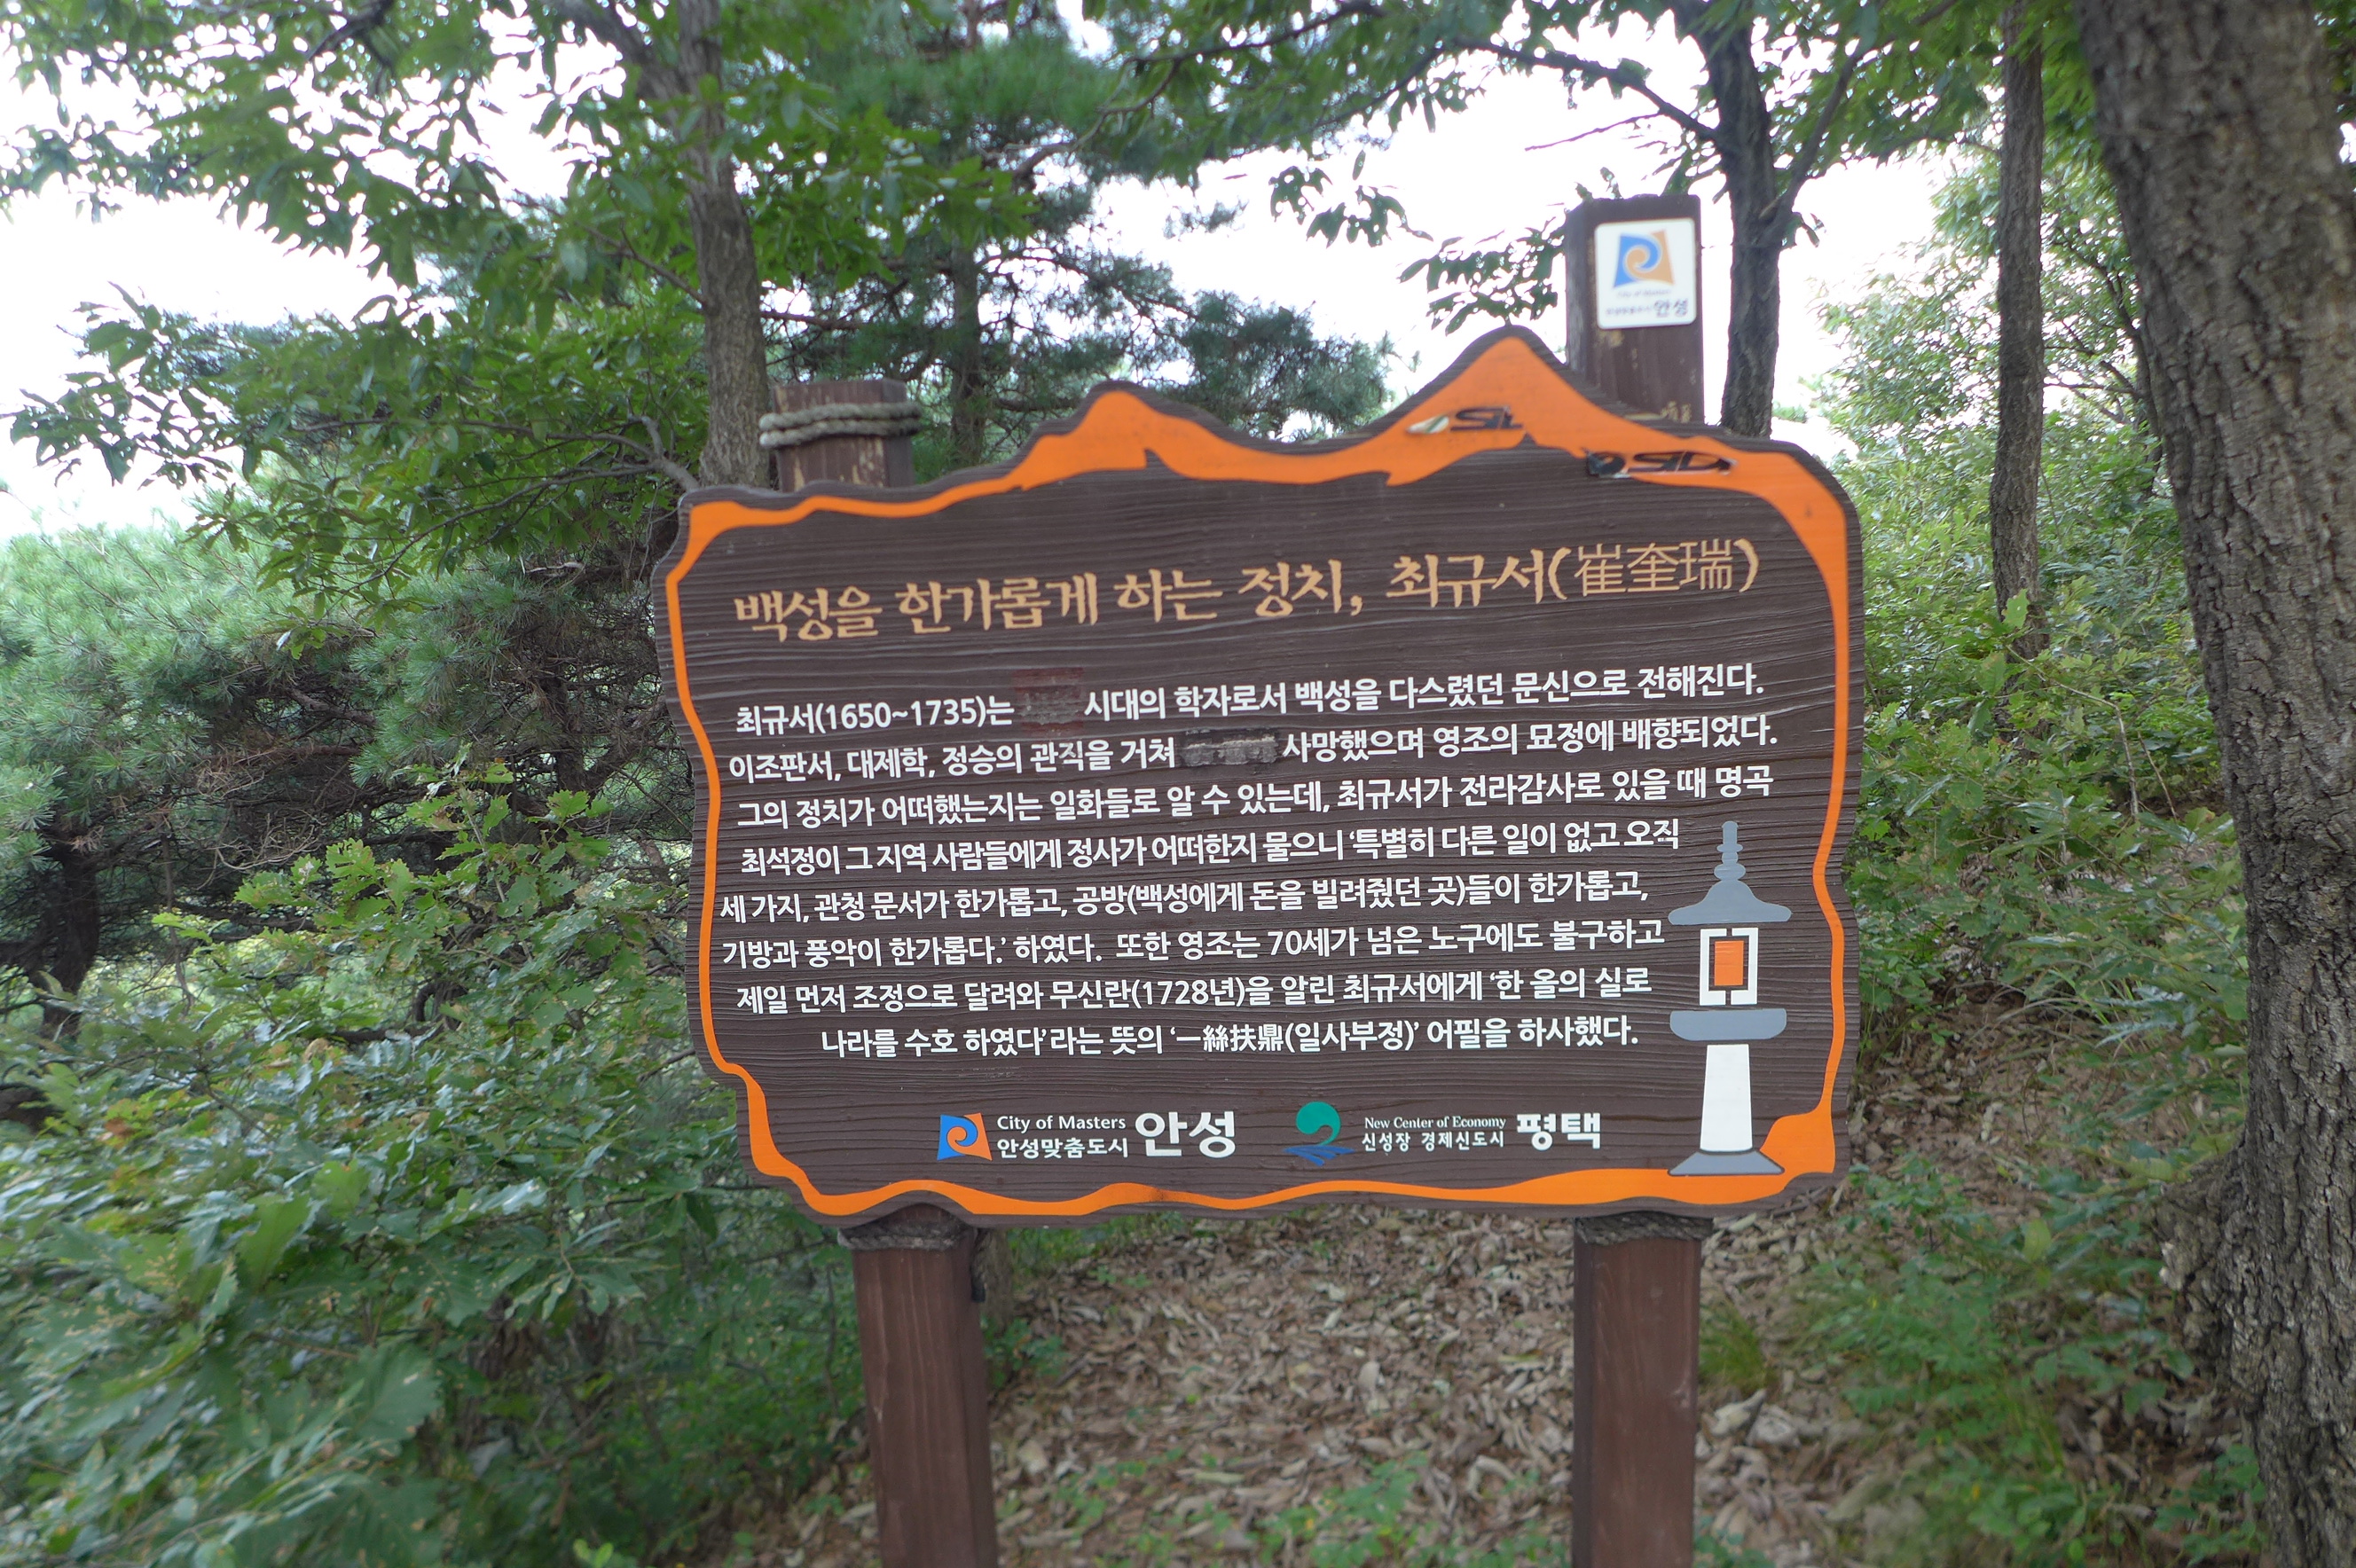 안성
백성을 한가롭게 하는 정치, 최규서(崔奎瑞)
최규서(1650~1735)는 시대의 학자로서 백성을 다스렸던 문신으로 전해진다.
이조판서, 대제학, 정승의 관직을 거쳐 사망했으며 영조의 묘정에 배향되었다.
그의 정치가 어떠했는지는 일화들로 알 수 있는데, 최규서가 전라감사로 있을 때 명곡
최석정이 그 지역 사람들에게 정사가 어떠한지 물으니 ‘특별히 다른 일이 없고 오직
세 가지, 관청 문서가 한가롭고, 공방(백성에게 돈을 빌려줬던 곳)들이 한가롭고,
기방과 풍악이 한가롭다.’ 하였다. 또한 영조는 70세가 넘은 노구에도 불구하고
제일 먼저 조정으로 달려와 무신란(1728년)을 알린 최규서에게 ‘한 올의 실로
나라를 수호 하였다’라는 뜻의 ‘一絲扶鼎(일사부정)’ 어필을 하사했다.
City of Masters
안성맞춤도시 안성
New Center of Economy
신성장 경제신도시 평택